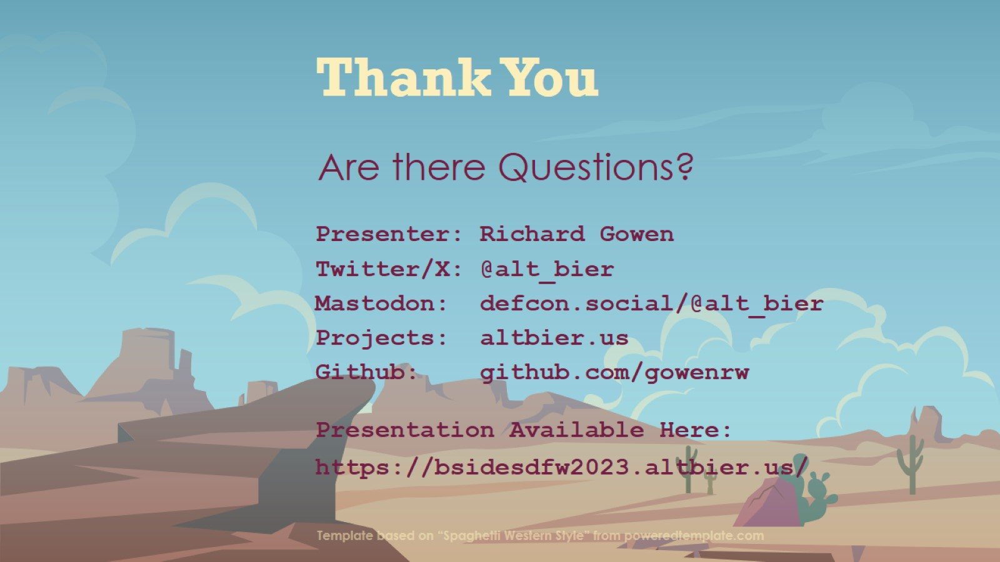 Thank You
Are there Questions?
Presenter: Richard Gowen
Twitter/X: @alt_bier
Mastodon: defcon.social/@alt_bier
Projects: altbier.us
Github: github.com/gowenrw
Presentation Available Here:
https://bsidesdfw2023.altbier.us/
Template based on “Spaghetti Western Style” from poweredtemplate.com